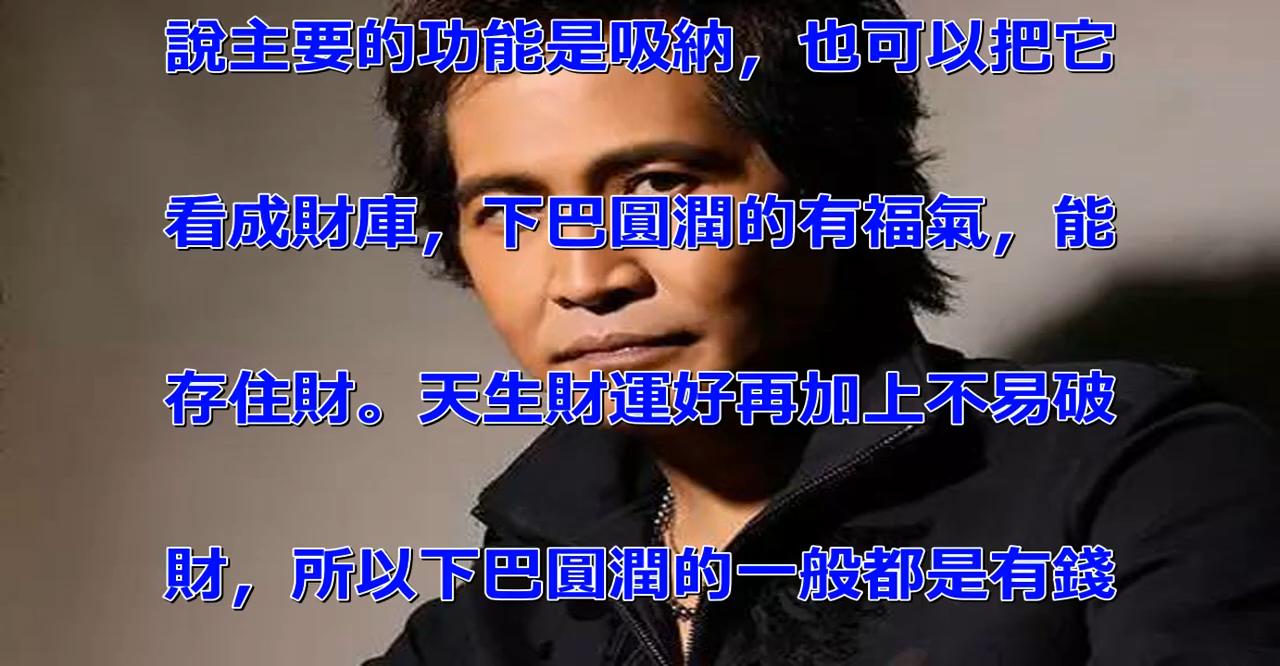 說主要的功能是吸納，也可以把它
看成財庫，下巴圓潤的有福氣，能
存住財。天生財運好再加上不易破
財，所以下巴圓潤的一般都是有錢